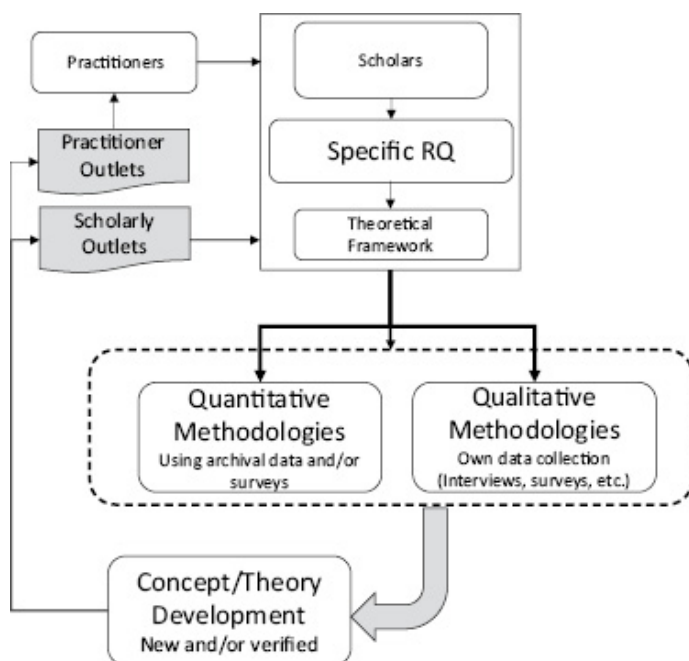 Practitioners
Scholars
Practitioner
Outlets
Specific RQ
Scholarly
Outlets
Theoretical
Framework
Quantitative
Methodologies
Using archival data and/or
surveys
Qualitative
Methodologies
Own data collection
(Interviews, surveys, etc.)
Concept/Theory
Development
New and/or verified